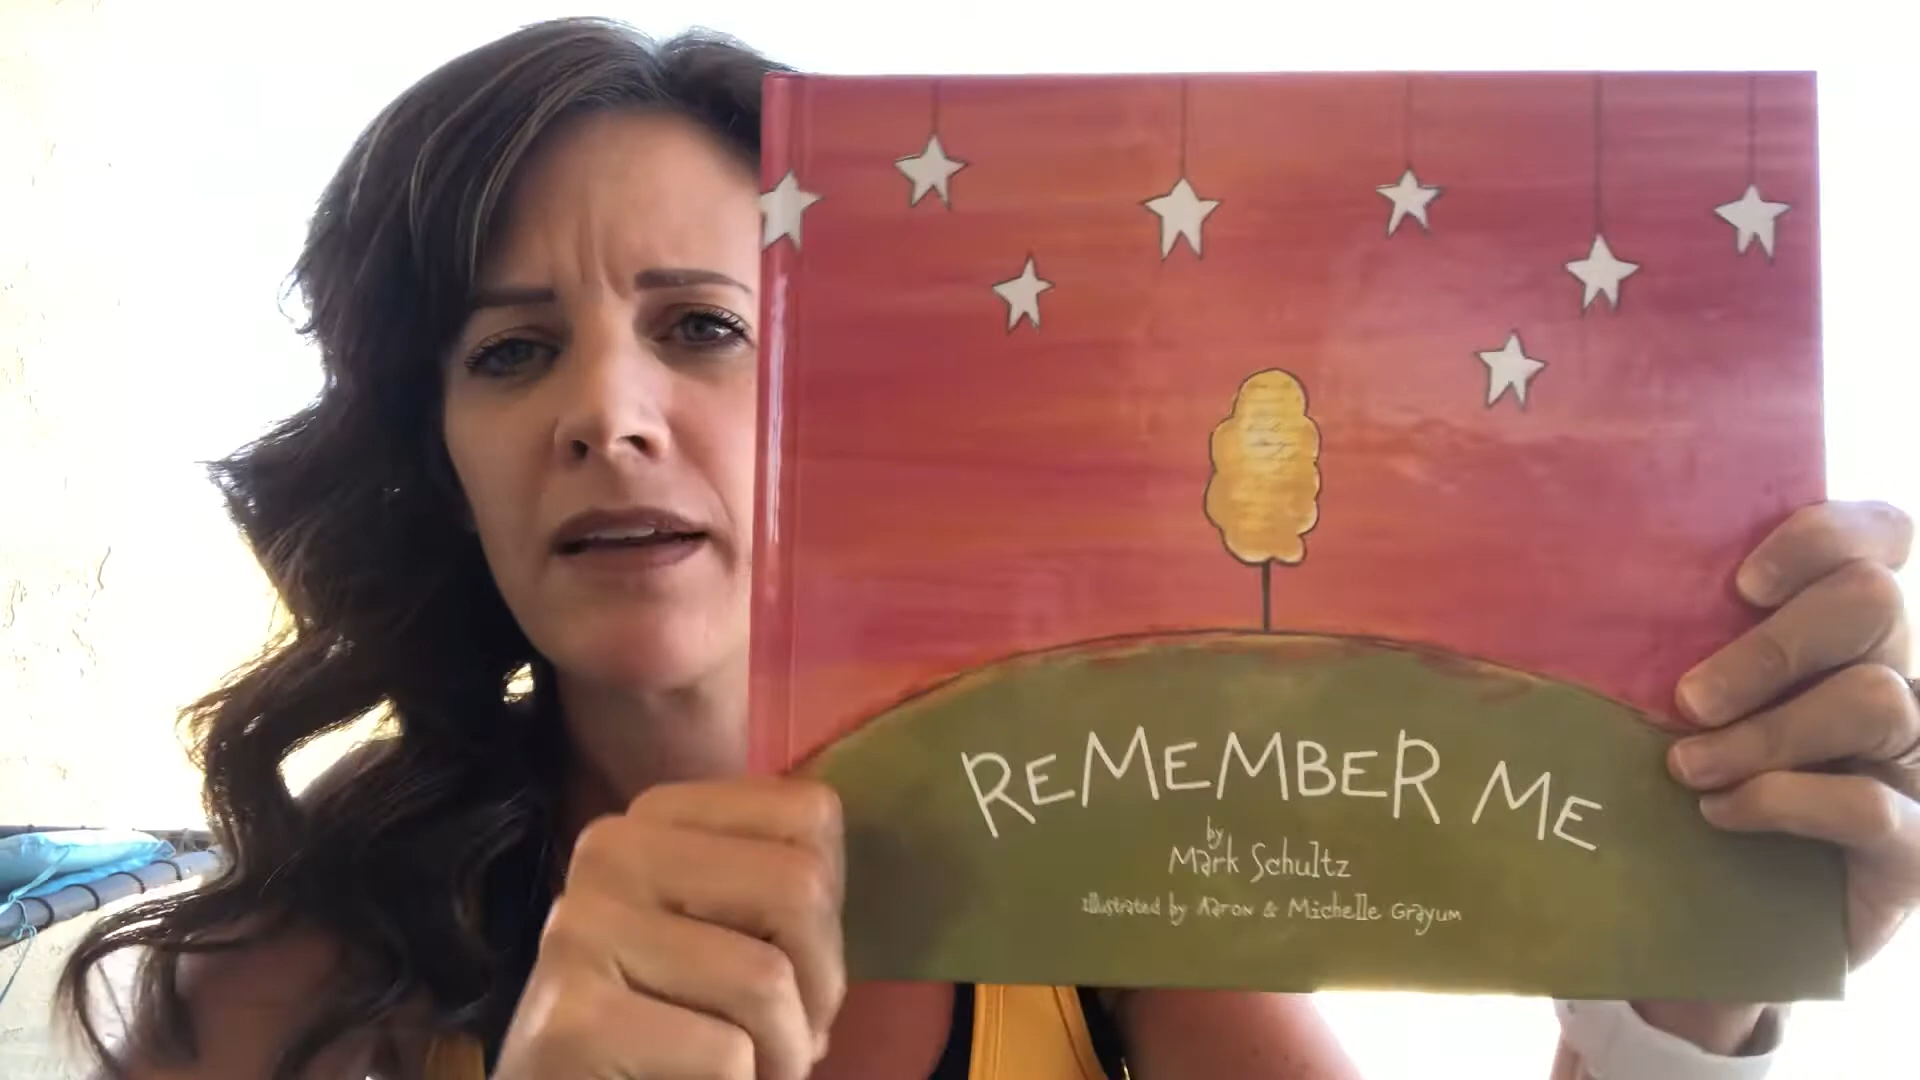 REMEMBER ME
by
Mark Schultz
Illustrated by Aaron & Michelle Grayum